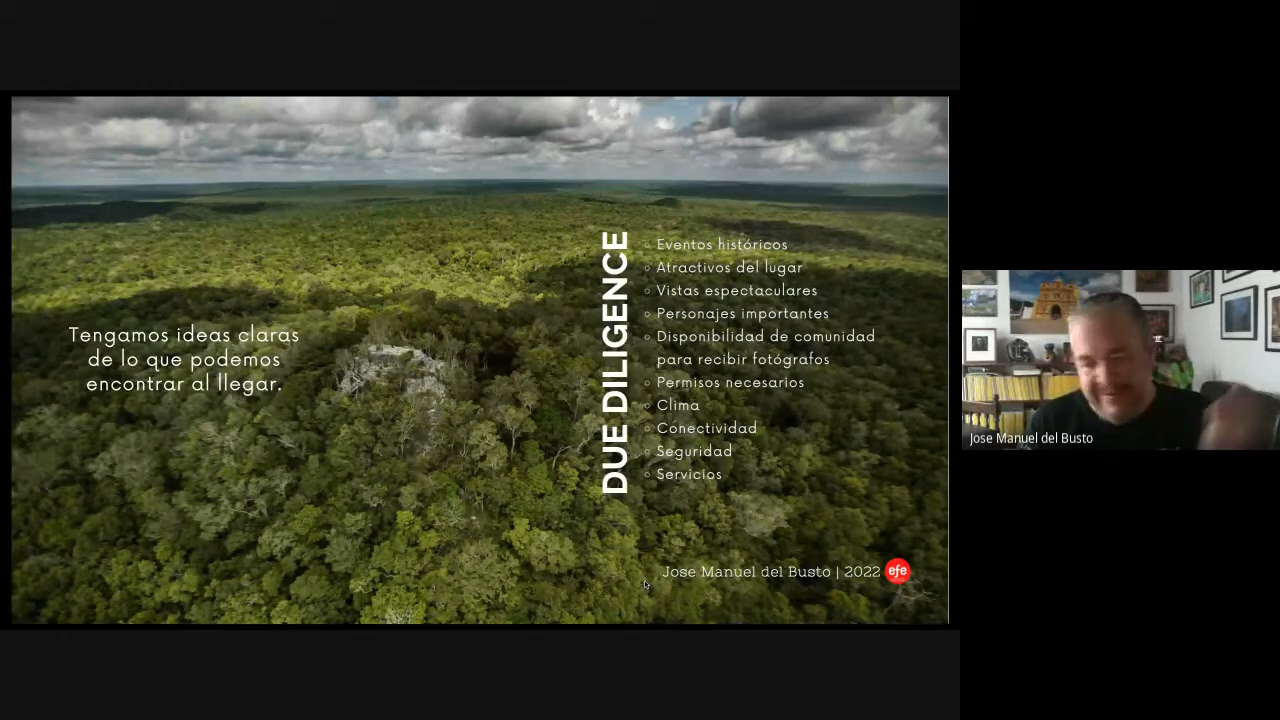 Tengamos ideas claras
de lo que podemos
encontrar al llegar.
DUE DILIGENCE
Eventos históricos
Atractivos del lugar
Vistas espectaculares
Personajes importantes
Disponibilidad de comunidad
para recibir fotógrafos
Permisos necesarios
Clima
Conectividad
Seguridad
Servicios
Jose Manuel del Busto | 2022
efe
Jose Manuel del Busto